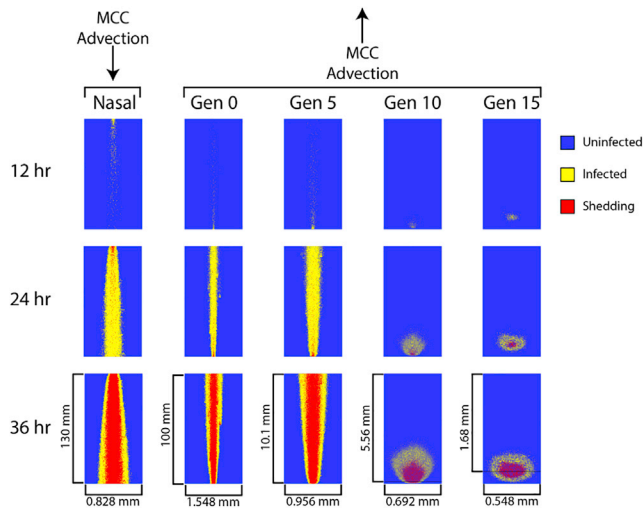 MCC
Advection
MCC
Advection
Nasal
Gen 0
Gen 5
Gen 10
Gen 15
12 hr
Uninfected
Infected
Shedding
24 hr
36 hr
130 mm
100 mm
10.1 mm
5.56 mm
1.68 mm
0.828 mm
1.548 mm
0.956 mm
0.692 mm
0.548 mm